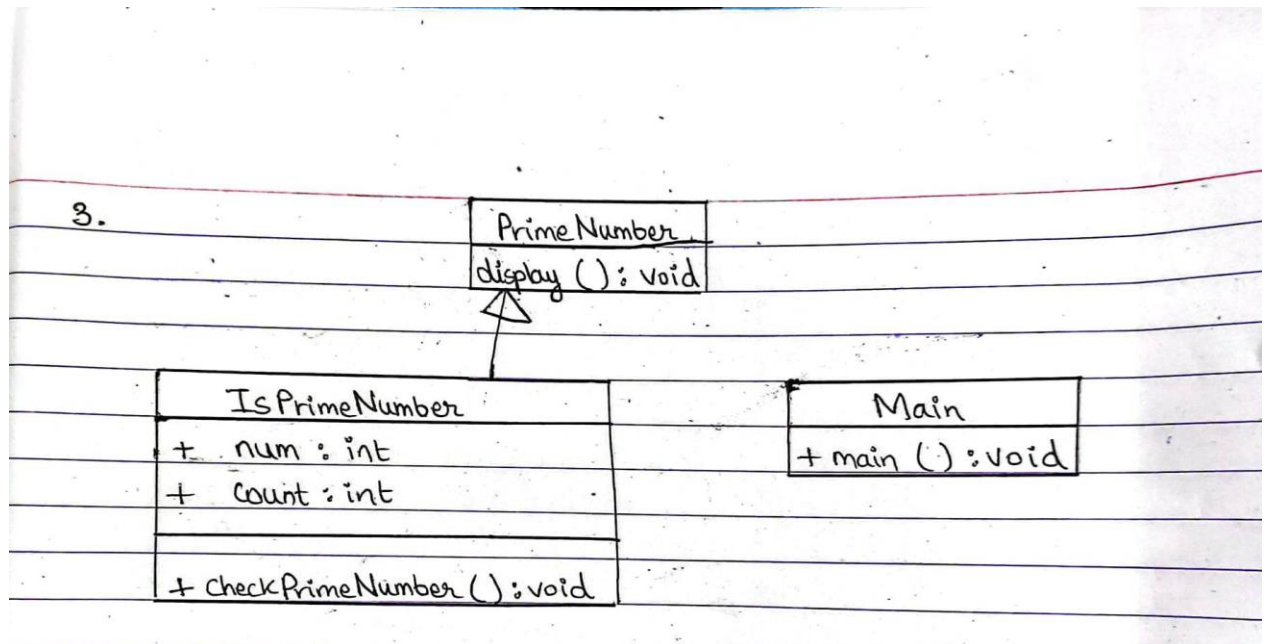 3.
PrimeNumber
display () : void
IsPrimeNumber
+ num : int
+ count : int
+ checkPrimeNumber () : void
Main
+ main () : void